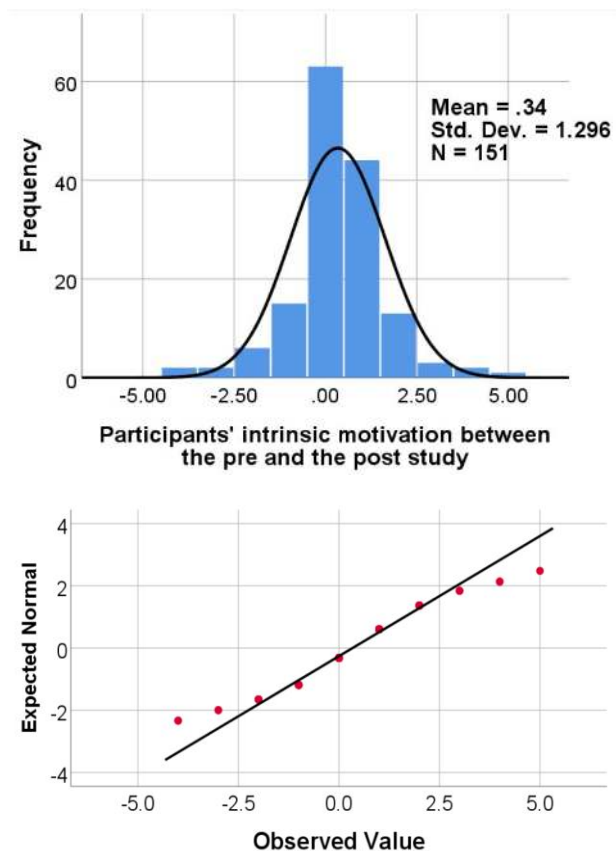 60
40
20
0
Frequency
Mean = .34
Std. Dev. = 1.296
N = 151
-5.00 -2.50 .00 2.50 5.00
Participants' intrinsic motivation between
the pre and the post study
4
2
0
-2
-4
Expected Normal
-5.0 -2.5 0.0 2.5 5.0
Observed Value